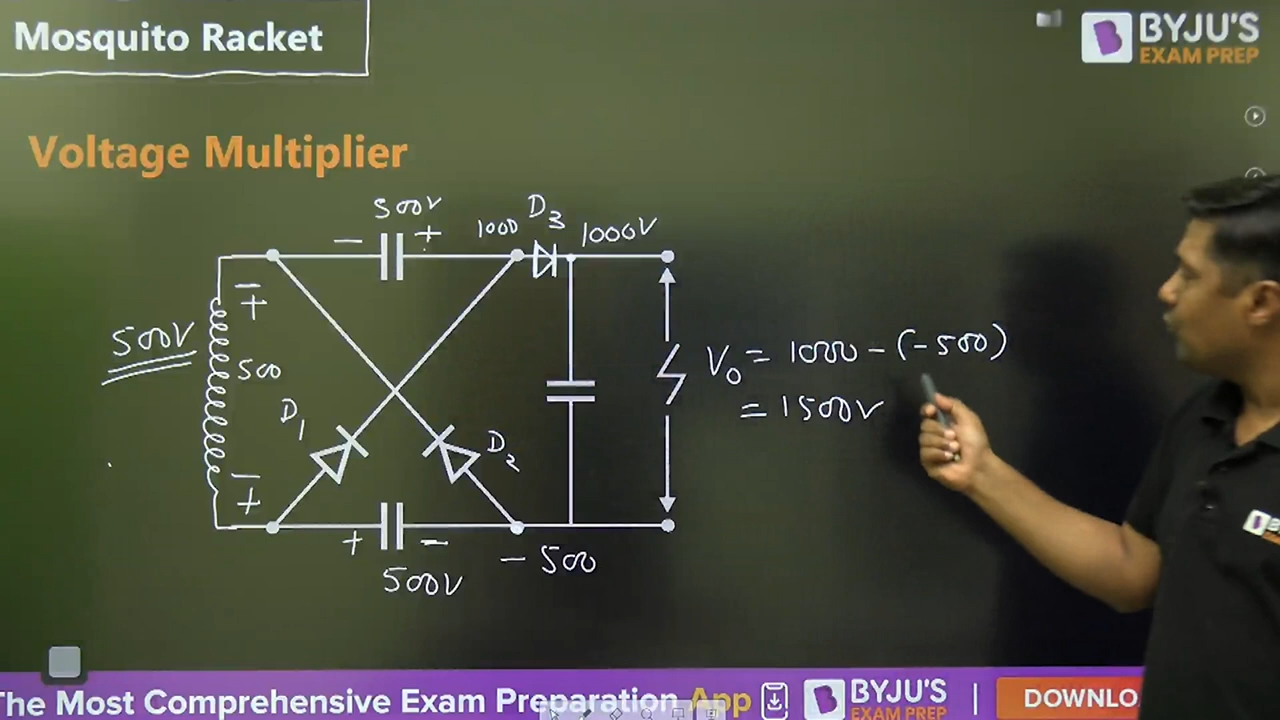 Mosquito Racket
BYJU'S
EXAM PREP
Voltage Multiplier
500V
D3
- +
1000
1000V
- +
500V
500
V0 = 1000 - (-500)
= 1500V
D1
D2
- +
+ -
500V
- 500
The Most Comprehensive Exam Preparation App
BYJU'S
EXAM PREP
DOWNLO